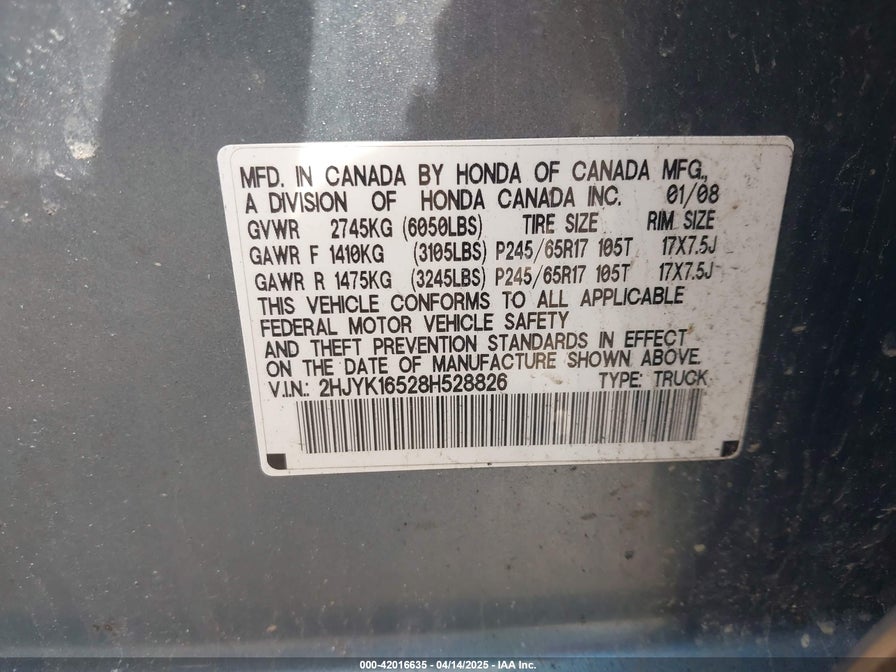 MFD. IN CANADA BY HONDA OF CANADA MFG.,
A DIVISION OF HONDA CANADA INC. 01/08
GVWR 2745KG (6050LBS) TIRE SIZE RIM SIZE
GAWR F 1410KG (3105LBS) P245/65R17 105T 17X7.5J
GAWR R 1475KG (3245LBS) P245/65R17 105T 17X7.5J
THIS VEHICLE CONFORMS TO ALL APPLICABLE
FEDERAL MOTOR VEHICLE SAFETY
AND THEFT PREVENTION STANDARDS IN EFFECT
ON THE DATE OF MANUFACTURE SHOWN ABOVE.
V.I.N.: 2HJYK16528H528826 TYPE: TRUCK
000-42016635 - 04/14/2025 - IAA Inc.